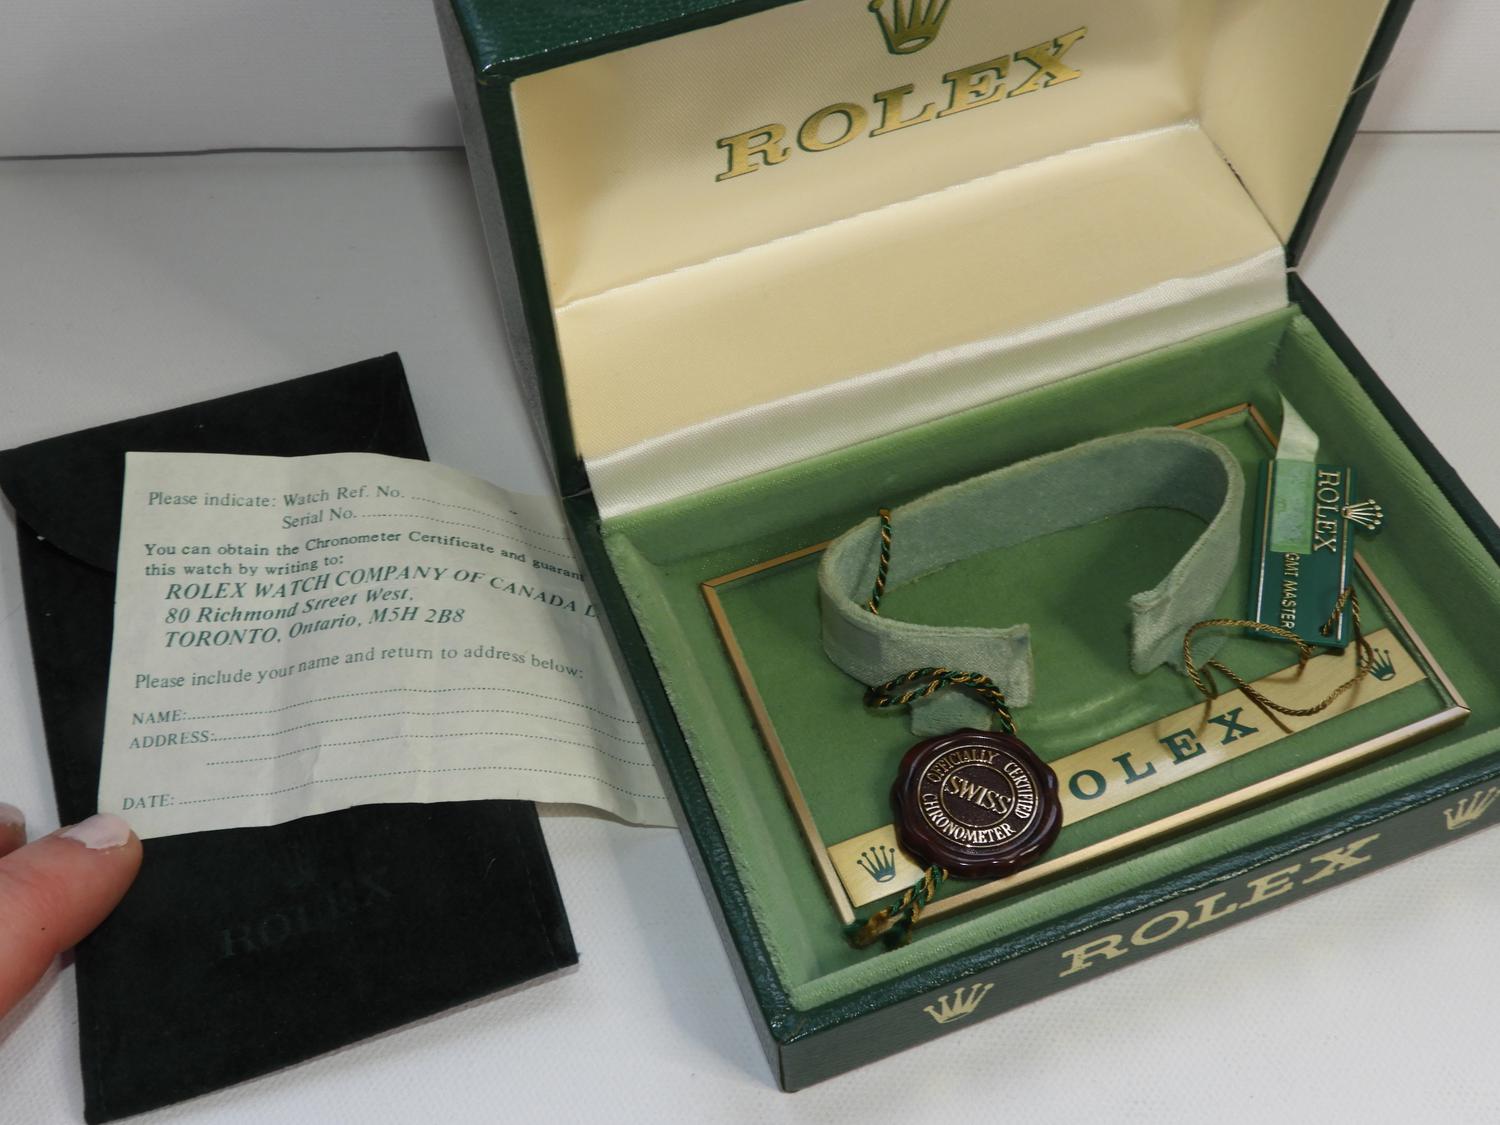 ROLEX
Please indicate: Watch Ref. No. ..........
Serial No. ..........
You can obtain the Chronometer Certificate and
this watch by writing to:
ROLEX WATCH COMPANY OF CANADA
80 Richmond Street West,
TORONTO, Ontario, M5H 2B8
Please include your name and return to address below:
NAME: ..........
ADDRESS: ..........
DATE: ..........
ROLEX
ROLEX
GMT MASTER
OFFICIALLY CERTIFIED
SWISS
CHRONOMETER
OLEX
ROLEX